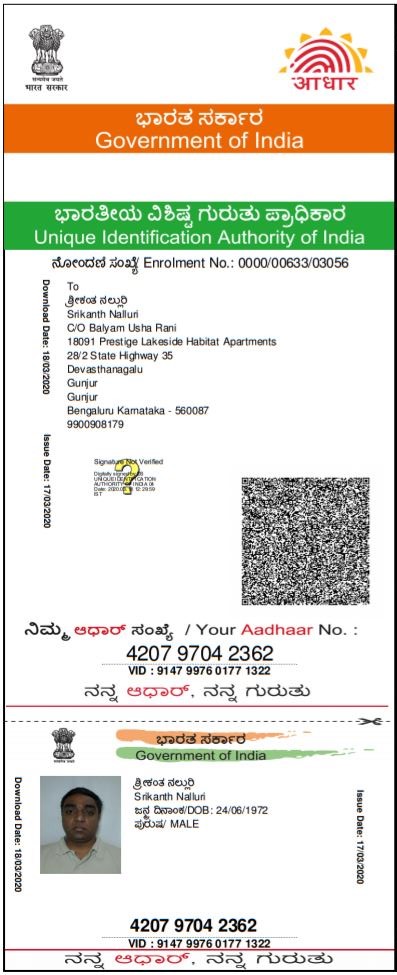 सत्यमेव जयते
भारत सरकार
आधार
ಭಾರತ ಸರ್ಕಾರ
Government of India
ಭಾರತೀಯ ವಿಶಿಷ್ಟ ಗುರುತು ಪ್ರಾಧಿಕಾರ
Unique Identification Authority of India
ನೋಂದಣಿ ಸಂಖ್ಯೆ/ Enrolment No.: 0000/00633/03056
Download Date: 18/03/2020
Issue Date: 17/03/2020
To
ಶ್ರೀಕಂತ ನಲ್ಲುರಿ
Srikanth Nalluri
C/O Balyam Usha Rani
18091 Prestige Lakeside Habitat Apartments
28/2 State Highway 35
Devasthanagalu
Gunjur
Gunjur
Bengaluru Karnataka - 560087
9900908179
Signature Not Verified
Digitally signed by DS
UNIQUE IDENTIFICATION
AUTHORITY OF INDIA
12:29:59
IST
ನಿಮ್ಮ ಆಧಾರ್ ಸಂಖ್ಯೆ / Your Aadhaar No. :
4207 9704 2362
VID : 9147 9976 0177 1322
ನನ್ನ ಆಧಾರ್, ನನ್ನ ಗುರುತು
ಭಾರತ ಸರ್ಕಾರ
Government of India
Download Date: 18/03/2020
ಶ್ರೀಕಂತ ನಲ್ಲುರಿ
Srikanth Nalluri
ಜನ್ಮ ದಿನಾಂಕ/DOB: 24/06/1972
ಪುರುಷ/ MALE
Issue Date: 17/03/2020
4207 9704 2362
VID : 9147 9976 0177 1322
ನನ್ನ ಆಧಾರ್, ನನ್ನ ಗುರುತು